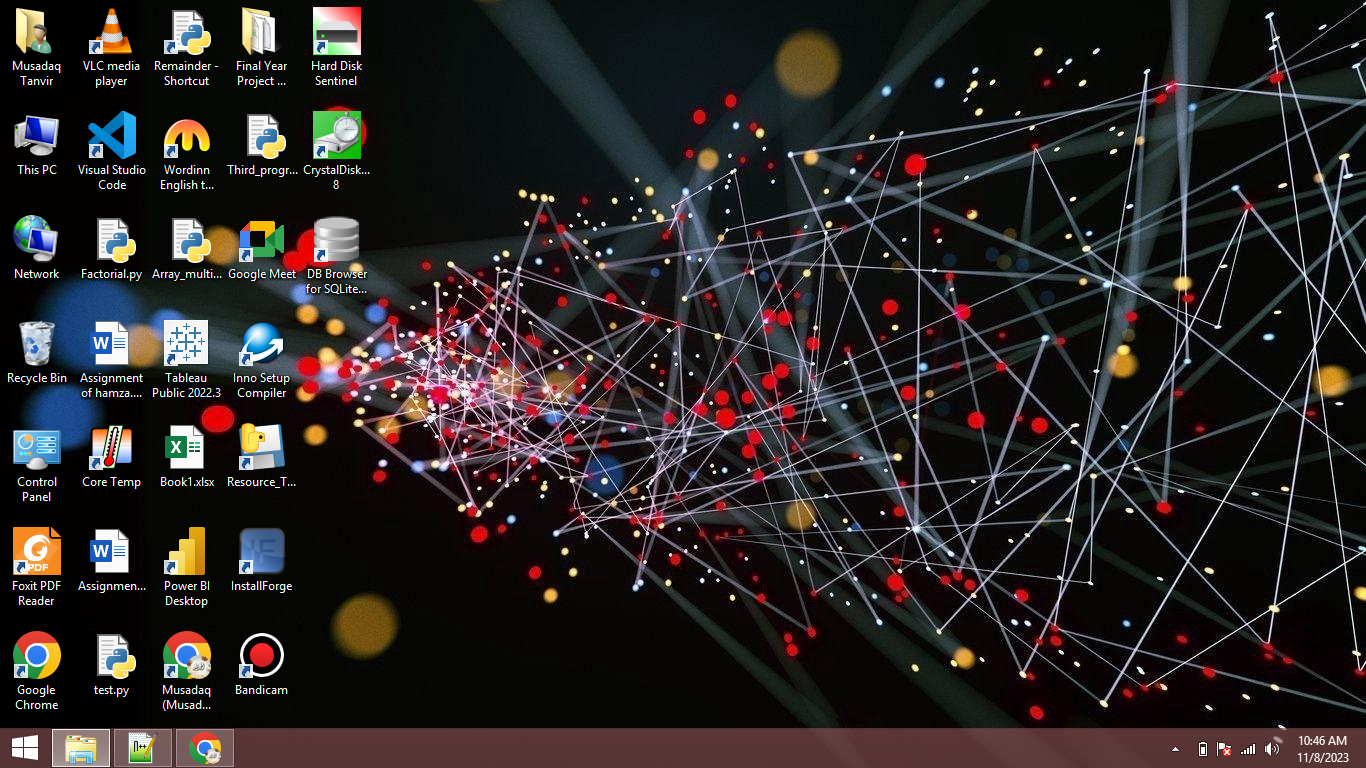 Musadaq
Tanvir
VLC media
player
Remainder -
Shortcut
Final Year
Project ...
Hard Disk
Sentinel
This PC
Visual Studio
Code
Wordinn
English t...
Third_progr...
CrystalDisk...
8
Network
Factorial.py
Array_multi...
Google Meet
DB Browser
for SQLite...
Recycle Bin
Assignment
of hamza....
Tableau
Public 2022.3
Inno Setup
Compiler
Control
Panel
Core Temp
Book1.xlsx
Resource_T...
PDF
Foxit PDF
Reader
Assignmen...
Power BI
Desktop
InstallForge
Google
Chrome
test.py
Musadaq
(Musad...
Bandicam
10:46 AM
11/8/2023